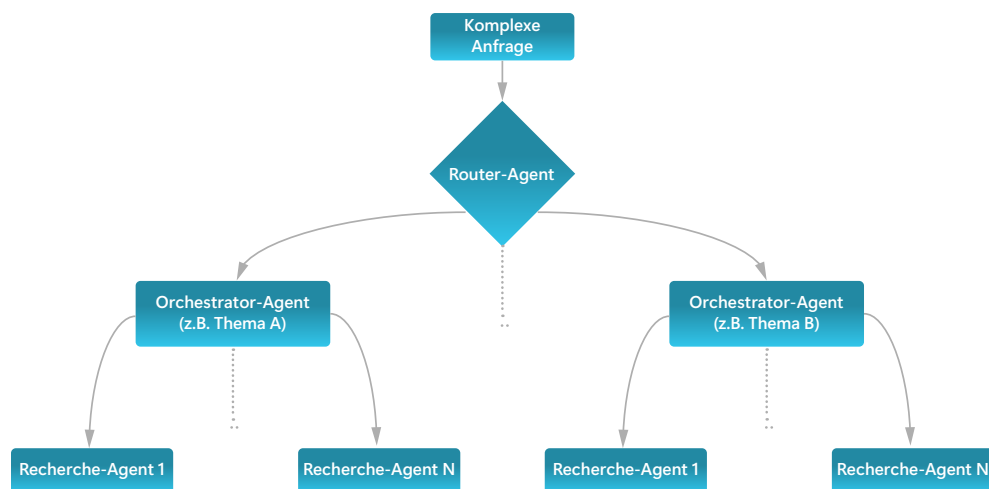 Komplexe
Anfrage
Router-Agent
Orchestrator-Agent
(z.B. Thema A)
Orchestrator-Agent
(z.B. Thema B)
Recherche-Agent 1
Recherche-Agent N
Recherche-Agent 1
Recherche-Agent N